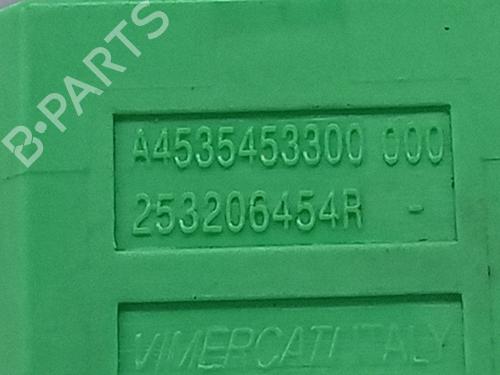 B-PARTS
A4535453300 000
253206454R -
VIMERCATI ITALY